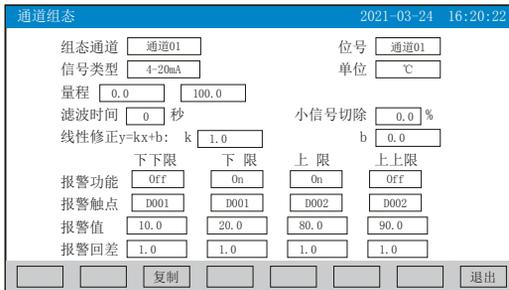 通道组态 2021-03-24 16:20:22
组态通道 通道01 位号 通道01
信号类型 4-20mA 单位 ℃
量程 0.0 100.0
滤波时间 0 秒 小信号切除 0.0 %
线性修正y=kx+b: k 1.0 b 0.0
下下限 下 限 上 限 上上限
报警功能 Off On On Off
报警触点 D001 D001 D002 D002
报警值 10.0 20.0 80.0 90.0
报警回差 1.0 1.0 1.0 1.0
复制 退出